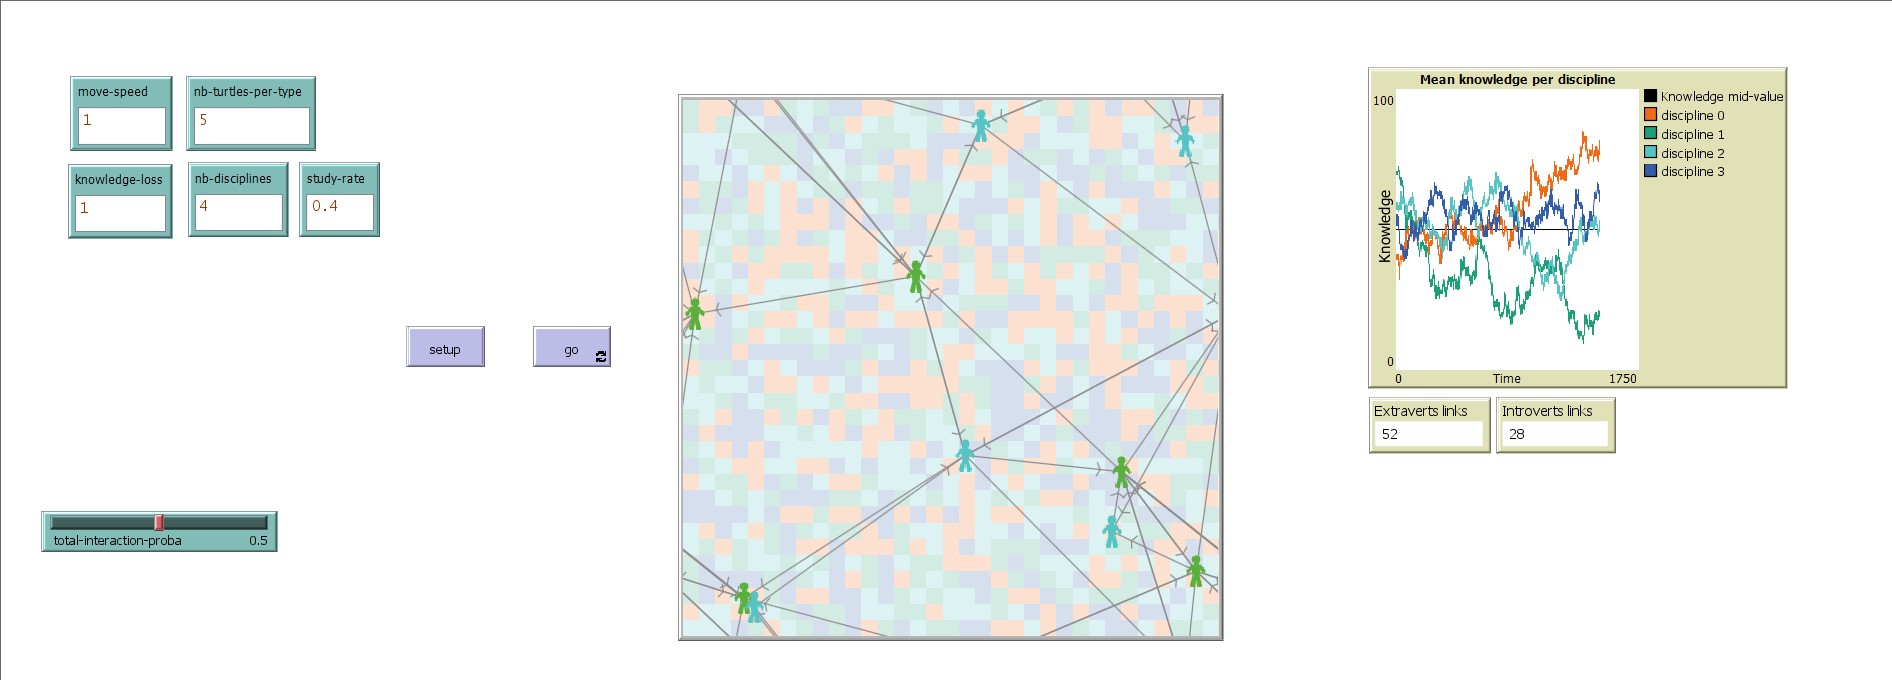 move-speed
1
nb-turtles-per-type
5
knowledge-loss
1
nb-disciplines
4
study-rate
0.4
setup
go
total-interaction-proba 0.5
Mean knowledge per discipline
100
Knowledge
0
0
Time
1750
Knowledge mid-value
discipline 0
discipline 1
discipline 2
discipline 3
Extraverts links
52
Introverts links
28